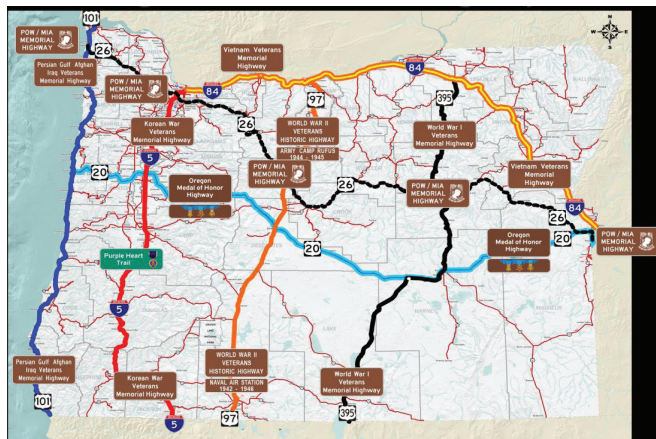 101
POW / MIA
MEMORIAL
HIGHWAY
26
N
W
E
S
Persian Gulf Afghan
Iraq Veterans
Memorial Highway
Vietnam Veterans
Memorial
Highway
84
84
POW / MIA
MEMORIAL
HIGHWAY
97
395
Korean War
Veterans
Memorial Highway
26
WORLD WAR II
VETERANS
HISTORIC HIGHWAY
ARMY CAMP RUFUS
1944 - 1945
World War I
Veterans
Memorial Highway
5
20
Oregon
Medal of Honor
Highway
POW / MIA
MEMORIAL
HIGHWAY
26
POW / MIA
MEMORIAL
HIGHWAY
Vietnam Veterans
Memorial
Highway
84
26
20
POW / MIA
MEMORIAL
HIGHWAY
20
Oregon
Medal of Honor
Highway
Purple Heart
Trail
5
LAKE
Persian Gulf Afghan
Iraq Veterans
Memorial Highway
101
Korean War
Veterans
Memorial Highway
5
WORLD WAR II
VETERANS
HISTORIC HIGHWAY
NAVAL AIR STATION
1942 - 1946
97
World War I
Veterans
Memorial Highway
395